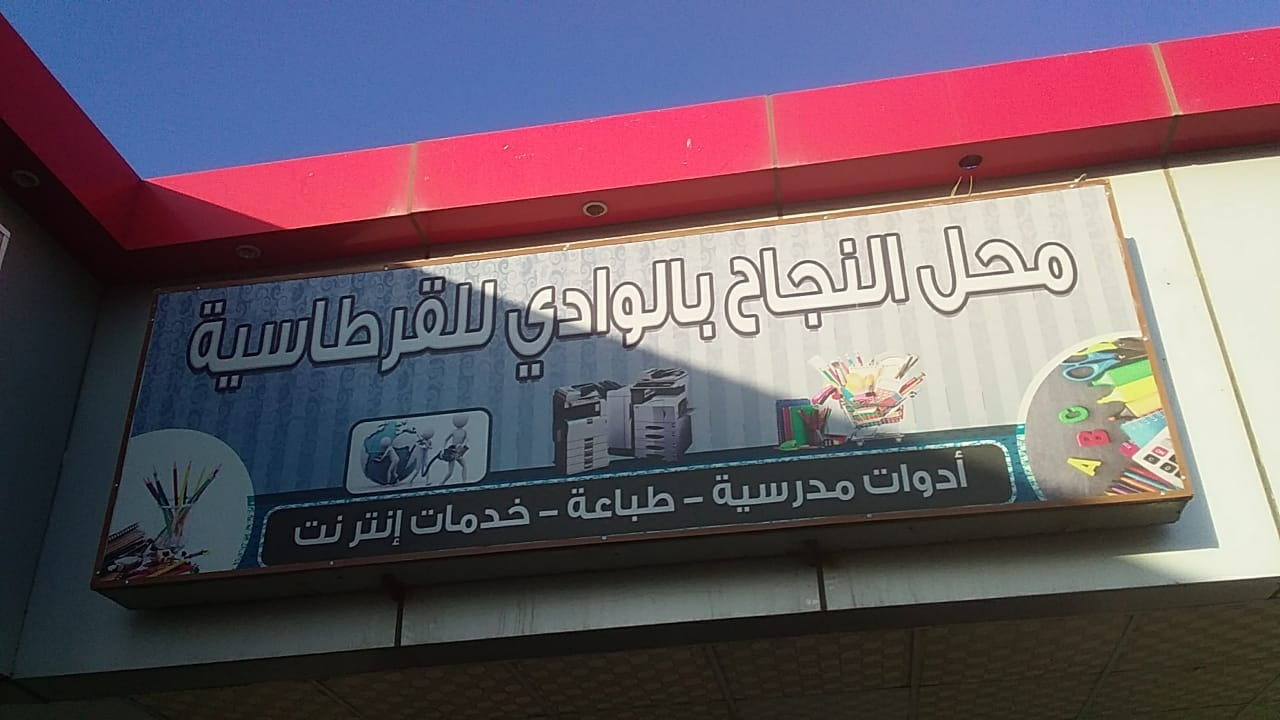 محل النجاح بالوادي للقرطاسية
أدوات مدرسية - طباعة - خدمات إنترنت
A B C